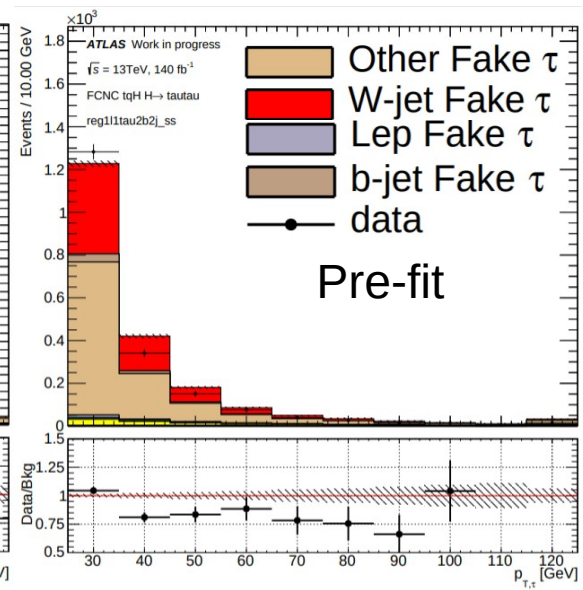 ×10³
ATLAS Work in progress
√s = 13TeV, 140 fb⁻¹
FCNC tqH H→ tautau
reg1l1tau2b2j_ss
Other Fake τ
W-jet Fake τ
Lep Fake τ
b-jet Fake τ
data
Pre-fit
Events / 10.00 GeV
1.8
1.6
1.4
1.2
1
0.8
0.6
0.4
0.2
0
Data/Bkg
1.5
1.25
1
0.75
0.5
30 40 50 60 70 80 90 100 110 120
p_T,τ [GeV]
V]